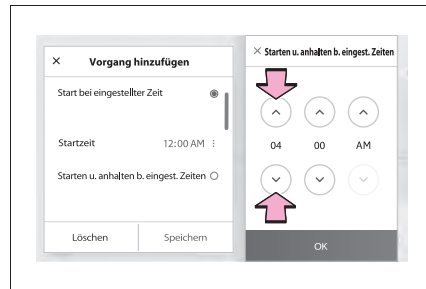 Vorgang hinzufügen
Start bei eingestellter Zeit
Startzeit 12:00 AM
Starten u. anhalten b. eingest. Zeiten
Löschen Speichern
Starten u. anhalten b. eingest. Zeiten
04 00 AM
OK